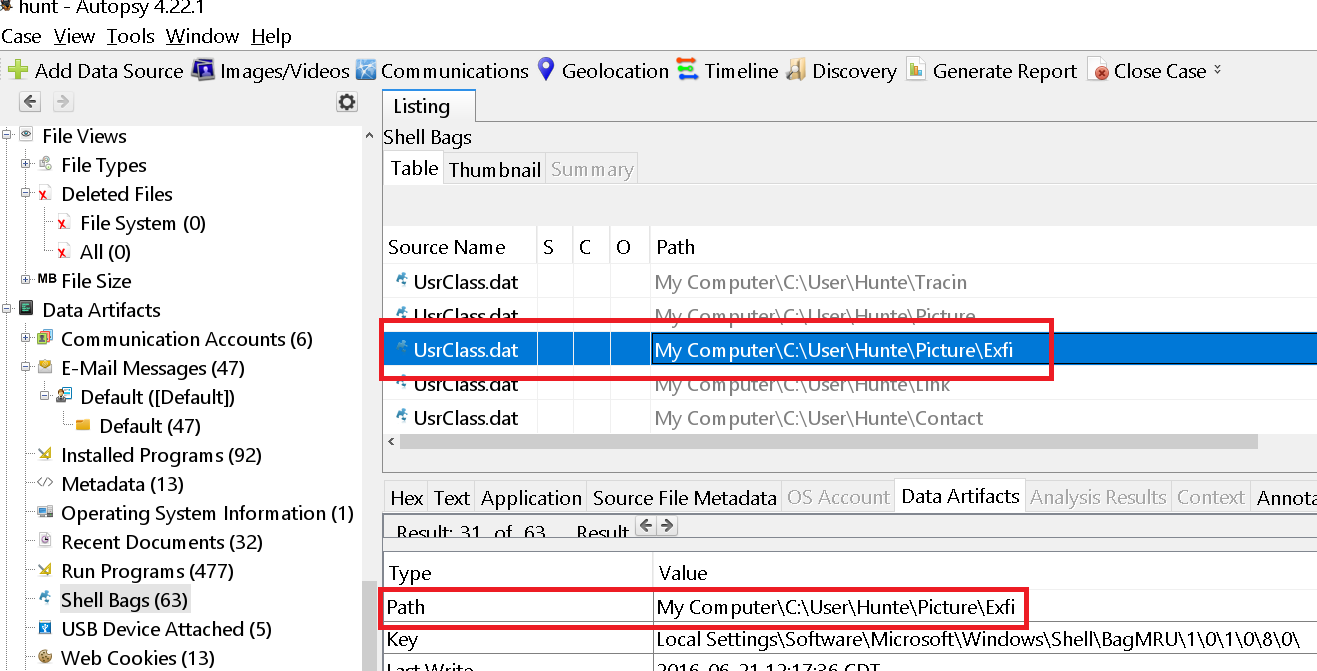 hunt - Autopsy 4.22.1
Case View Tools Window Help
Add Data Source Images/Videos Communications Geolocation Timeline Discovery Generate Report Close Case
Listing
File Views
Shell Bags
File Types
Table Thumbnail Summary
Deleted Files
File System (0)
Source Name S C O Path
All (0)
MB File Size
UsrClass.dat My Computer\C:\User\Hunte\Tracin
Data Artifacts
UsrClass.dat My Computer\C:\User\Hunte\Picture
Communication Accounts (6)
UsrClass.dat My Computer\C:\User\Hunte\Picture\Exfi
E-Mail Messages (47)
UsrClass.dat My Computer\C:\User\Hunte\Link
Default ([Default])
UsrClass.dat My Computer\C:\User\Hunte\Contact
Default (47)
Installed Programs (92)
Metadata (13)
Hex Text Application Source File Metadata OS Account Data Artifacts Analysis Results Context Annota
Operating System Information (1)
Result: 31 of 63 Result
Recent Documents (32)
Run Programs (477)
Type Value
Shell Bags (63)
Path My Computer\C:\User\Hunte\Picture\Exfi
USB Device Attached (5)
Key Local Settings\Software\Microsoft\Windows\Shell\BagMRU\1\0\1\0\8\0\
Web Cookies (13)
Last Write 2016-06-21 12:17:36 CDT